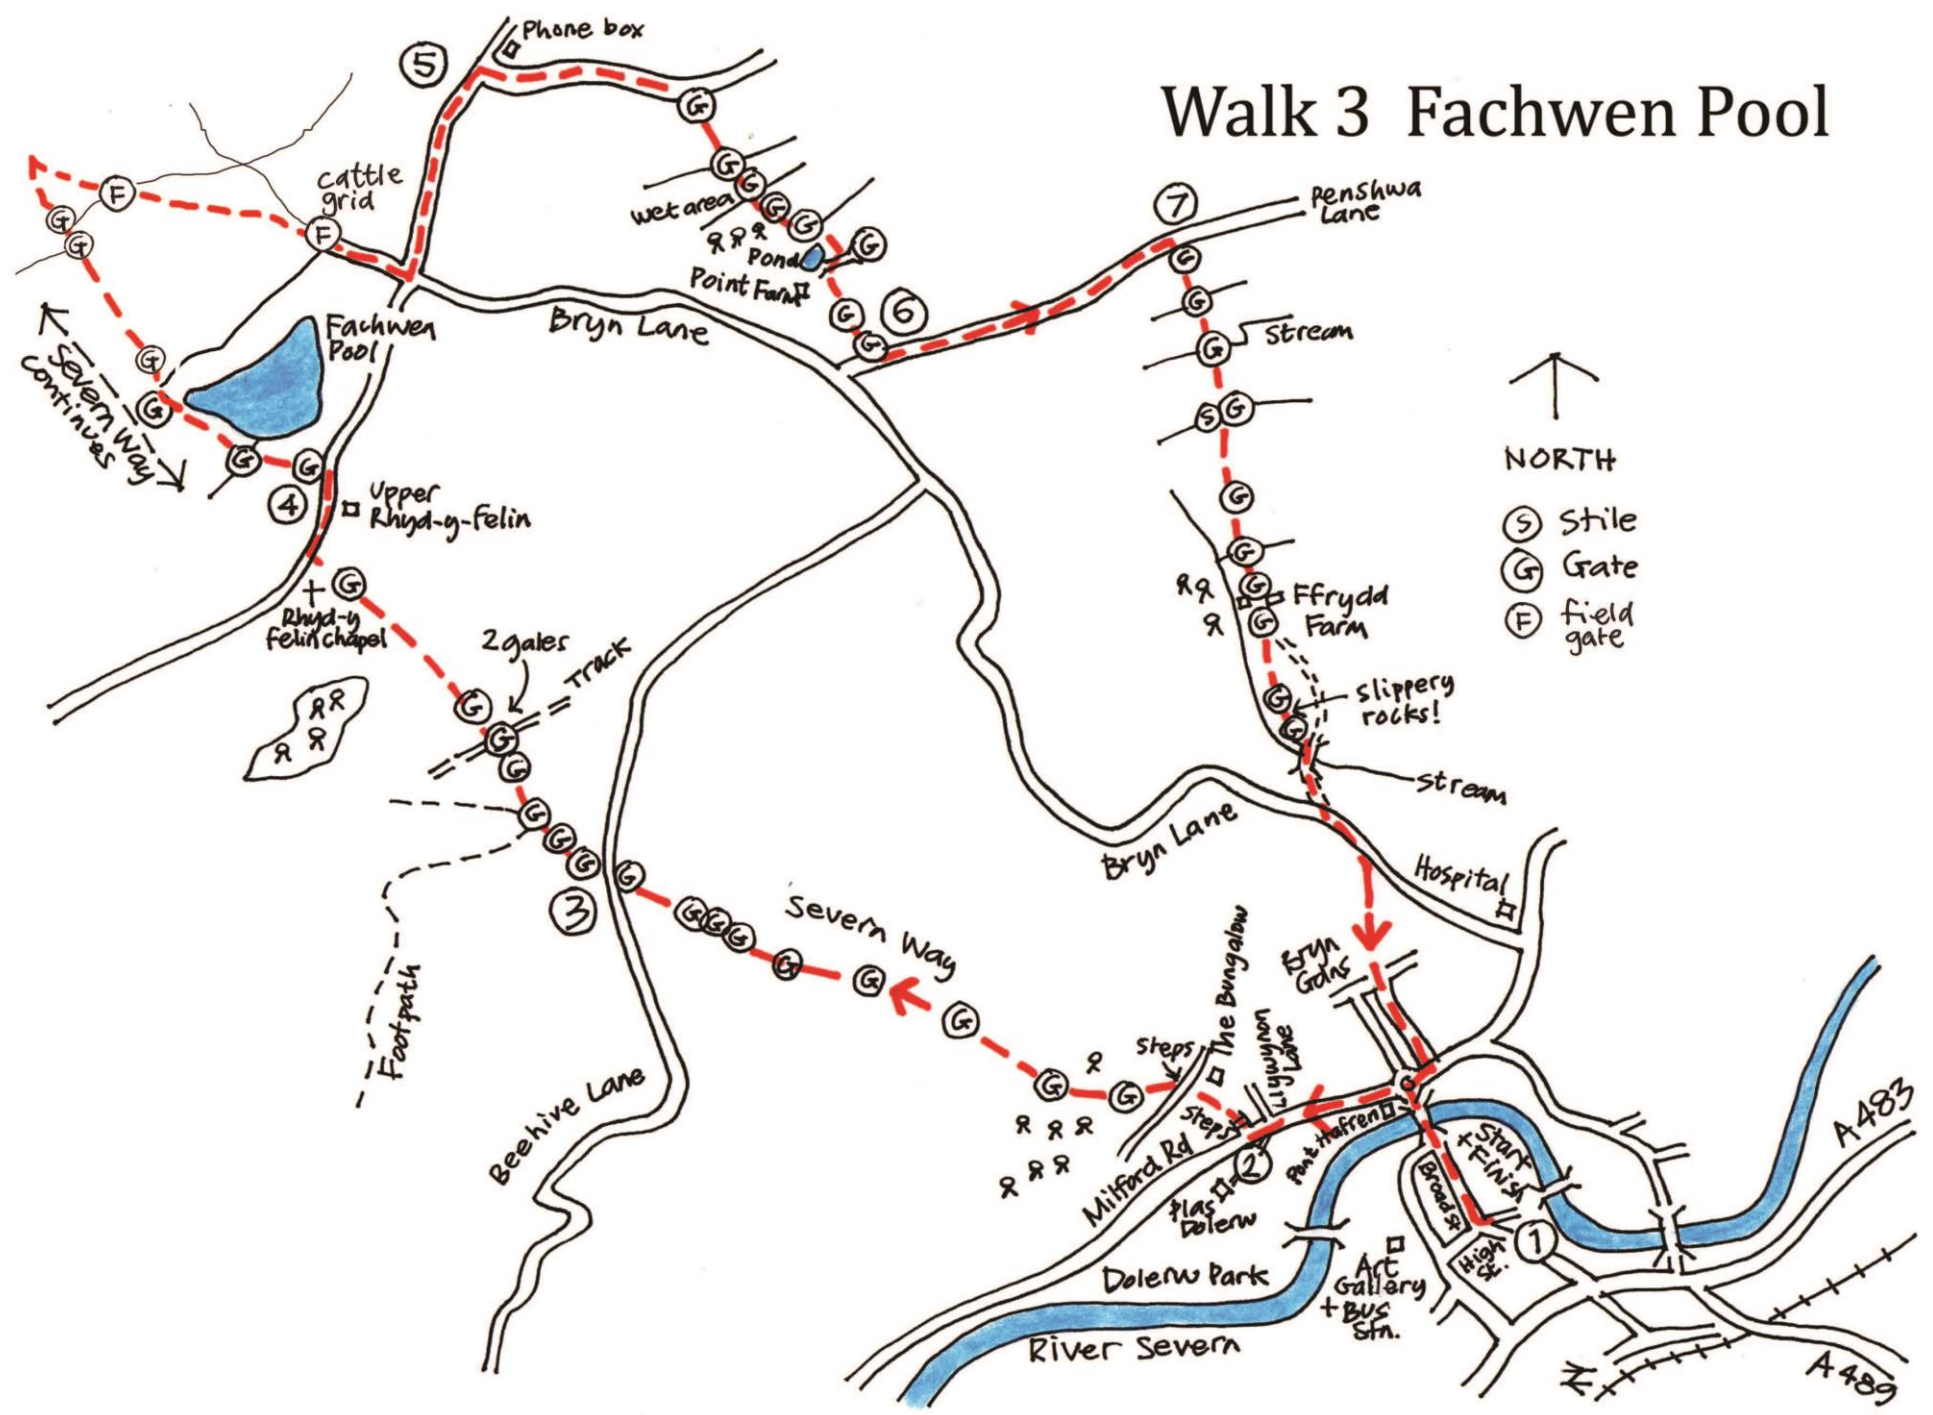 Walk 3 Fachwen Pool
5
Phone box
G
G
G
G
G
wet area
Pond
G
Point Farm
G
G
6
7
Penshwa
Lane
cattle
grid
F
F
G
G
G
G
G
G
4
Fachwen
Pool
Severn Way
continues
Bryn Lane
Upper
Rhyd-y-Felin
G
Rhyd-y
Felin chapel
2 gates
Track
G
G
G
G
G
G
3
G
G
G
G
G
G
G
G
G
Severn Way
Footpath
Beehive Lane
G
G
G
Stream
S
G
G
G
G
G
Ffrydd
Farm
G
G
slippery
rocks!
stream
Bryn Lane
Hospital
NORTH
S Stile
G Gate
F field
gate
Bryn
Gdns
The Bungalow
Steps
Steps
Llwynon
Lane
Milford Rd
2
Plas
Dolerw
Pont Hafren
Start
+ Finish
Broad St
High
St.
1
Dolerw Park
Art
Gallery
+ Bus
Stn.
River Severn
A483
A489